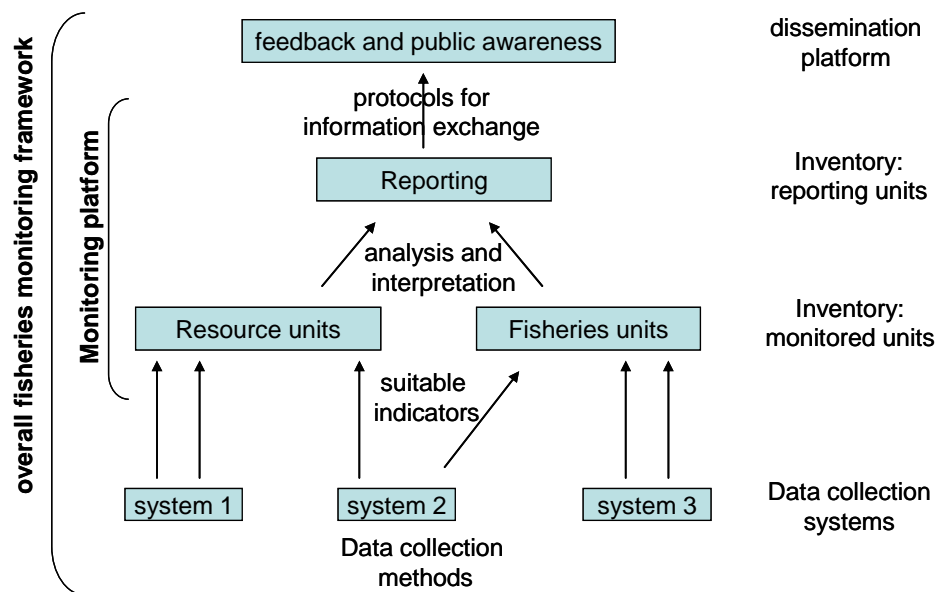 overall fisheries monitoring framework
Monitoring platform
feedback and public awareness
dissemination
platform
protocols for
information exchange
Reporting
Inventory:
reporting units
analysis and
interpretation
Resource units
Fisheries units
Inventory:
monitored units
suitable
indicators
system 1
system 2
system 3
Data collection
systems
Data collection
methods